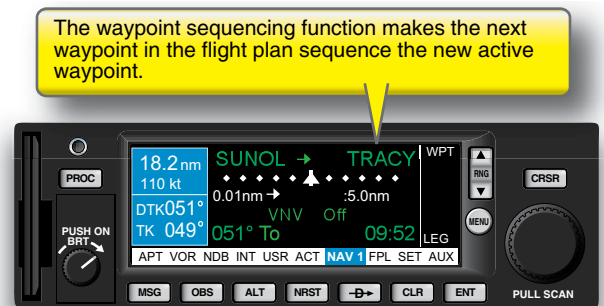 The waypoint sequencing function makes the next
waypoint in the flight plan sequence the new active
waypoint.
PROC
PUSH ON
BRT
18.2nm
110 kt
DTK051°
TK 049°
SUNOL → TRACY
0.01nm → :5.0nm
VNV Off
051° To 09:52
WPT
LEG
APT VOR NDB INT USR ACT NAV 1 FPL SET AUX
RNG
MENU
CRSR
PULL SCAN
MSG OBS ALT NRST D CLR ENT